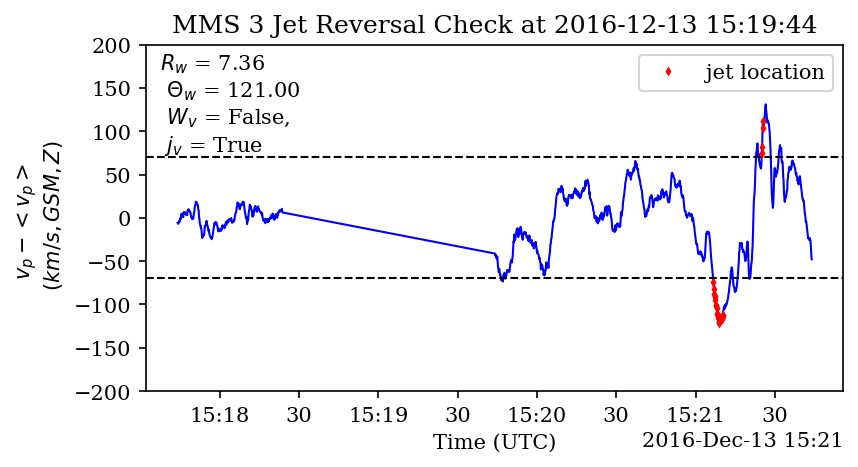 MMS 3 Jet Reversal Check at 2016-12-13 15:19:44
R_w = 7.36
Θ_w = 121.00
W_v = False,
j_v = True
jet location
200
150
100
50
0
−50
−100
−150
−200
v_p − < v_p >
(km/s, GSM, Z)
15:18 30 15:19 30 15:20 30 15:21 30
Time (UTC) 2016-Dec-13 15:21